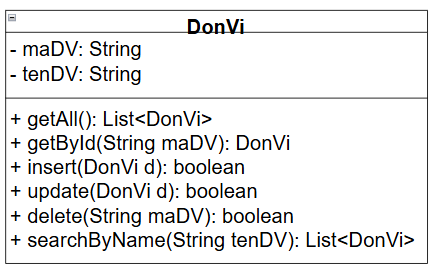 DonVi
- maDV: String
- tenDV: String
+ getAll(): List<DonVi>
+ getById(String maDV): DonVi
+ insert(DonVi d): boolean
+ update(DonVi d): boolean
+ delete(String maDV): boolean
+ searchByName(String tenDV): List<DonVi>